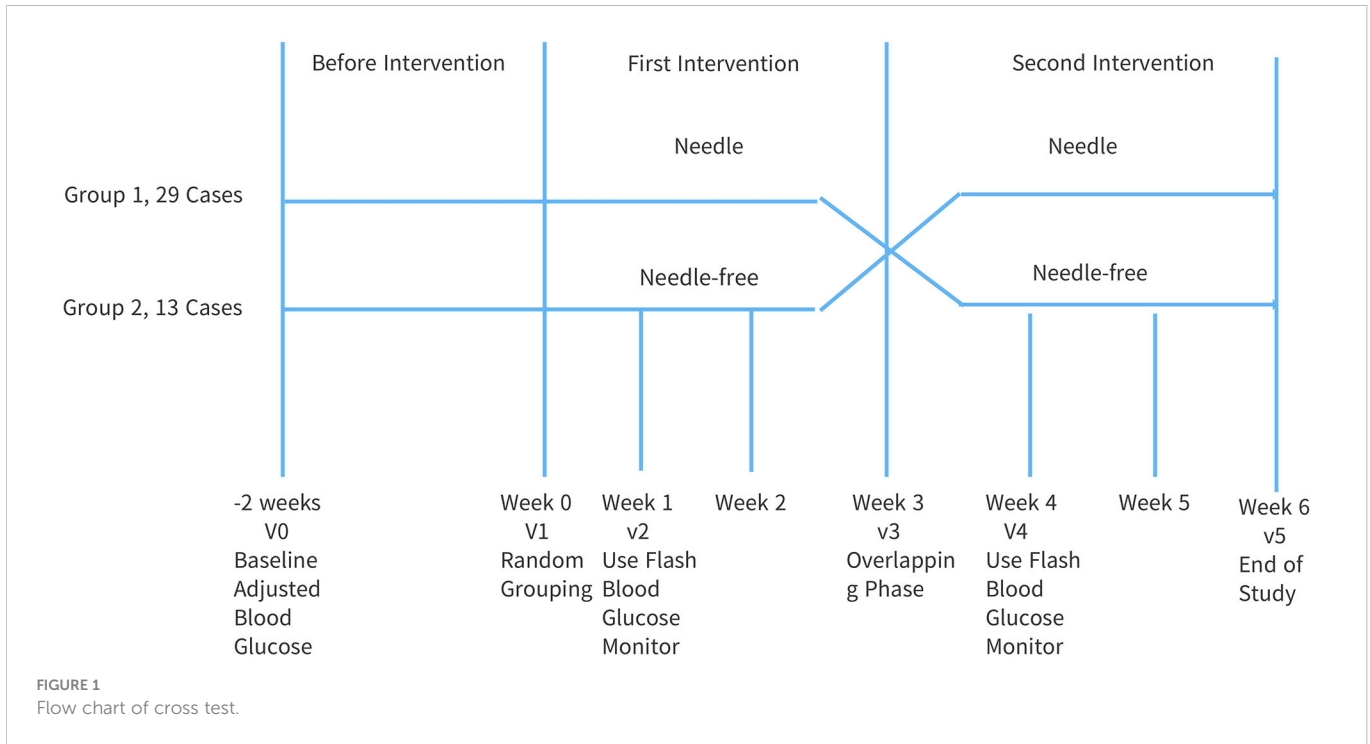 Before Intervention
First Intervention
Second Intervention
Needle
Needle
Group 1, 29 Cases
Needle-free
Needle-free
Group 2, 13 Cases
-2 weeks
V0
Baseline
Adjusted
Blood
Glucose
Week 0
V1
Random
Grouping
Week 1
v2
Use Flash
Blood
Glucose
Monitor
Week 2
Week 3
v3
Overlappin
g Phase
Week 4
V4
Use Flash
Blood
Glucose
Monitor
Week 5
Week 6
v5
End of
Study
FIGURE 1
Flow chart of cross test.